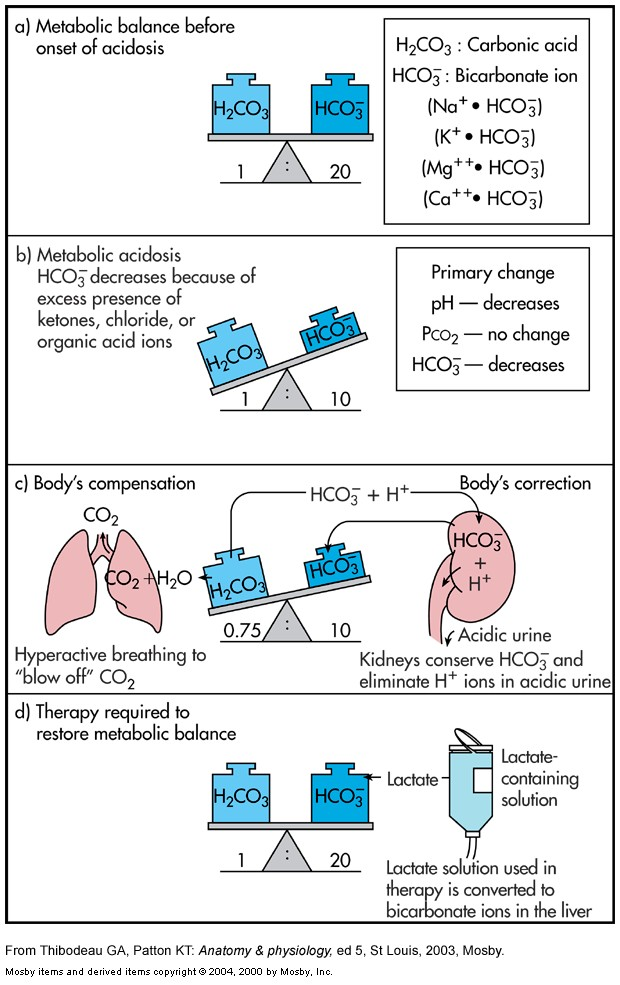 a) Metabolic balance before
onset of acidosis
H₂CO₃
HCO₃⁻
1 : 20
H₂CO₃ : Carbonic acid
HCO₃⁻ : Bicarbonate ion
(Na⁺ • HCO₃⁻)
(K⁺ • HCO₃⁻)
(Mg⁺⁺ • HCO₃⁻)
(Ca⁺⁺ • HCO₃⁻)
b) Metabolic acidosis
HCO₃⁻ decreases because of
excess presence of
ketones, chloride, or
organic acid ions
H₂CO₃
HCO₃⁻
1 : 10
Primary change
pH — decreases
PCO₂ — no change
HCO₃⁻ — decreases
c) Body's compensation
CO₂
CO₂ + H₂O
H₂CO₃
HCO₃⁻
0.75 : 10
HCO₃⁻ + H⁺
Hyperactive breathing to
"blow off" CO₂
Body's correction
HCO₃⁻
+
H⁺
Acidic urine
Kidneys conserve HCO₃⁻ and
eliminate H⁺ ions in acidic urine
d) Therapy required to
restore metabolic balance
H₂CO₃
HCO₃⁻
1 : 20
Lactate
Lactate-
containing
solution
Lactate solution used in
therapy is converted to
bicarbonate ions in the liver
From Thibodeau GA, Patton KT: Anatomy & physiology, ed 5, St Louis, 2003, Mosby.
Mosby items and derived items copyright © 2004, 2000 by Mosby, Inc.